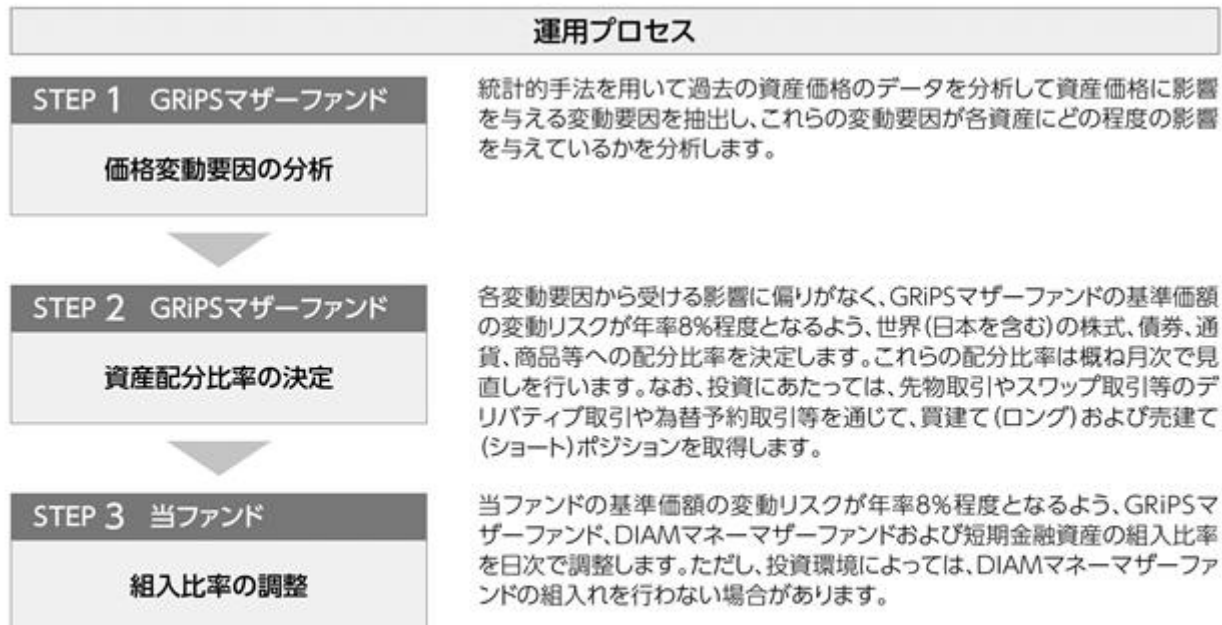 運用プロセス
STEP 1 GRiPSマザーファンド
価格変動要因の分析
統計的手法を用いて過去の資産価格のデータを分析して資産価格に影響
を与える変動要因を抽出し、これらの変動要因が各資産にどの程度の影響
を与えているかを分析します。
STEP 2 GRiPSマザーファンド
資産配分比率の決定
各変動要因から受ける影響に偏りがなく、GRiPSマザーファンドの基準価額
の変動リスクが年率8%程度となるよう、世界(日本を含む)の株式、債券、通
貨、商品等への配分比率を決定します。これらの配分比率は概ね月次で見
直しを行います。なお、投資にあたっては、先物取引やスワップ取引等のデ
リバティブ取引や為替予約取引等を通じて、買建て(ロング)および売建て
(ショート)ポジションを取得します。
STEP 3 当ファンド
組入比率の調整
当ファンドの基準価額の変動リスクが年率8%程度となるよう、GRiPSマ
ザーファンド、DIAMマネーマザーファンドおよび短期金融資産の組入比率
を日次で調整します。ただし、投資環境によっては、DIAMマネーマザーファ
ンドの組入れを行わない場合があります。